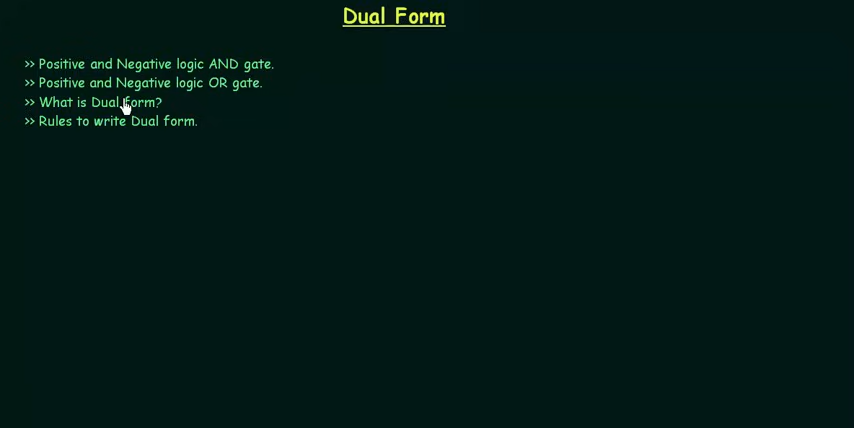 Dual Form
>> Positive and Negative logic AND gate.
>> Positive and Negative logic OR gate.
>> What is Dual form?
>> Rules to write Dual form.